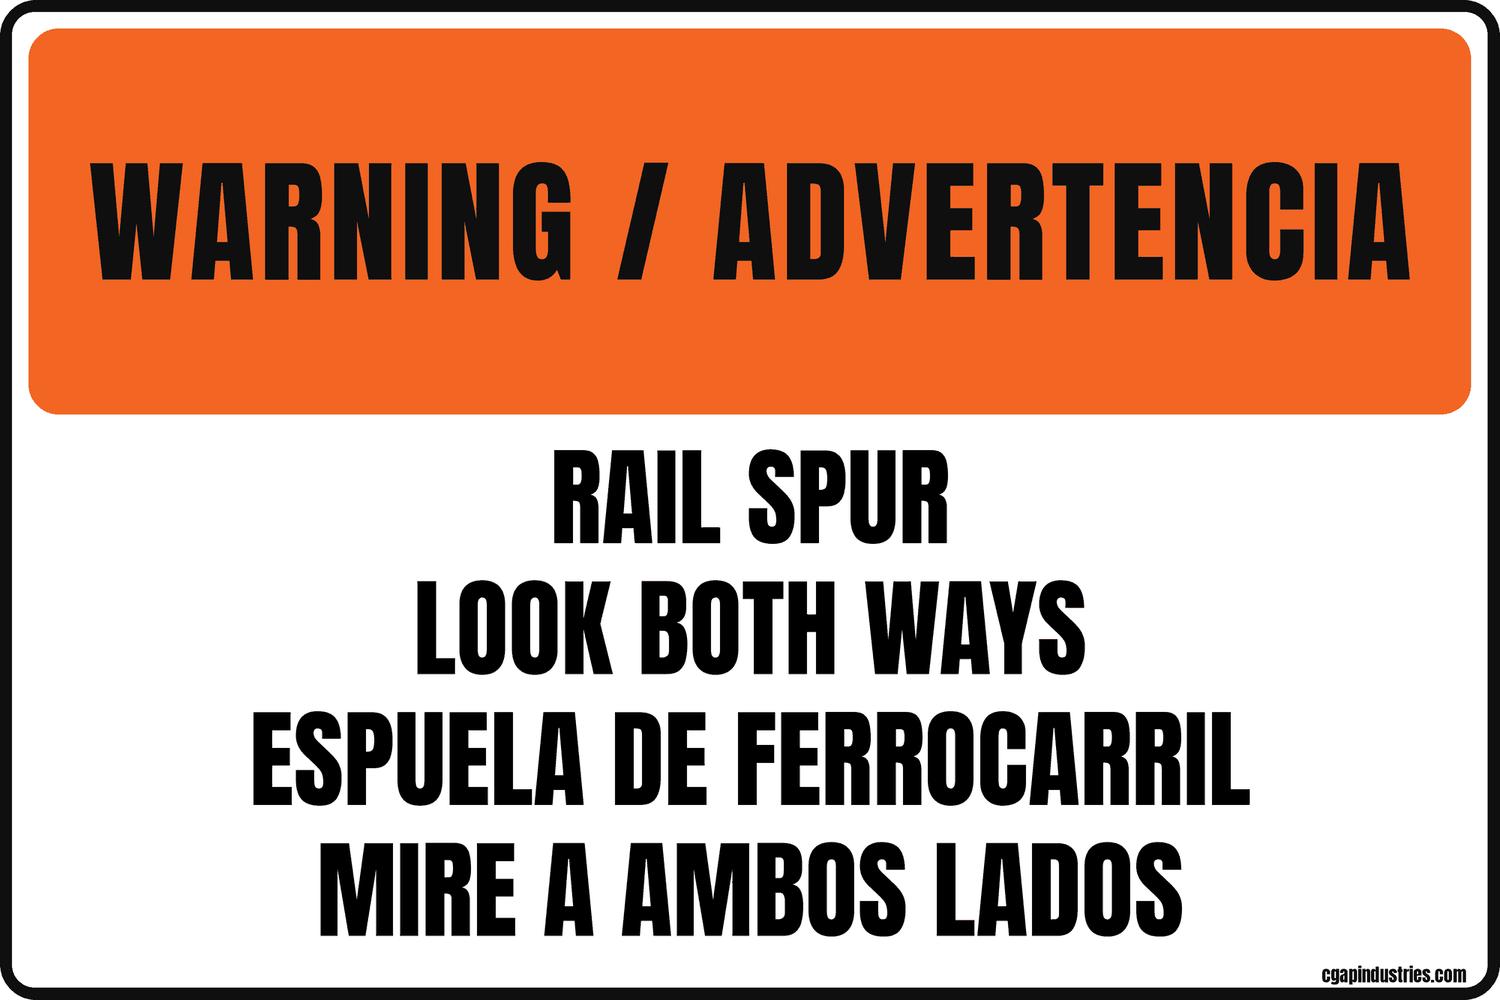 WARNING / ADVERTENCIA
RAIL SPUR
LOOK BOTH WAYS
ESPUELA DE FERROCARRIL
MIRE A AMBOS LADOS
cgapindustries.com